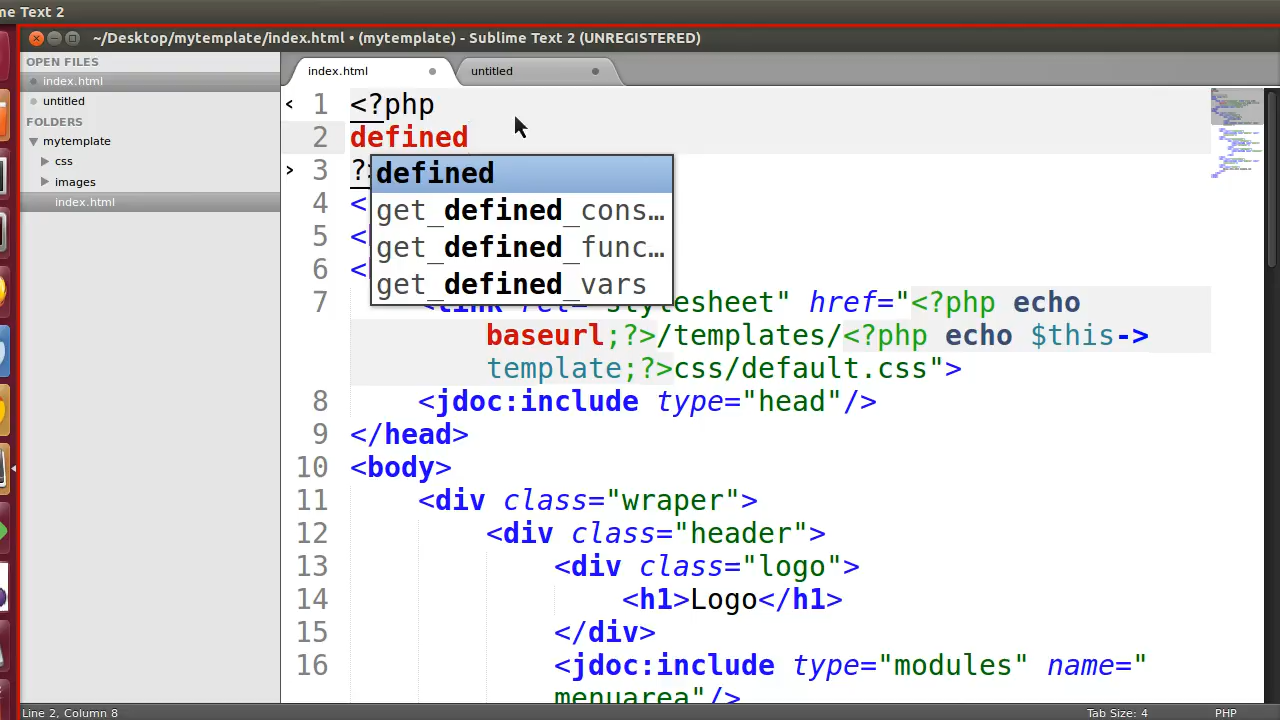 me Text 2
~/Desktop/mytemplate/index.html • (mytemplate) - Sublime Text 2 (UNREGISTERED)
OPEN FILES
index.html
untitled
FOLDERS
mytemplate
css
images
index.html
index.html
untitled
1 <?php
2 defined
3 ?>
defined
get_defined_cons…
get_defined_func…
get_defined_vars
4 <
5 <
6 <
7 <link rel="stylesheet" href="<?php echo
baseurl;?>/templates/<?php echo $this->
template;?>css/default.css">
8 <jdoc:include type="head"/>
9 </head>
10 <body>
11 <div class="wraper">
12 <div class="header">
13 <div class="logo">
14 <h1>Logo</h1>
15 </div>
16 <jdoc:include type="modules" name="
menuarea"/>
Line 2, Column 8
Tab Size: 4
PHP